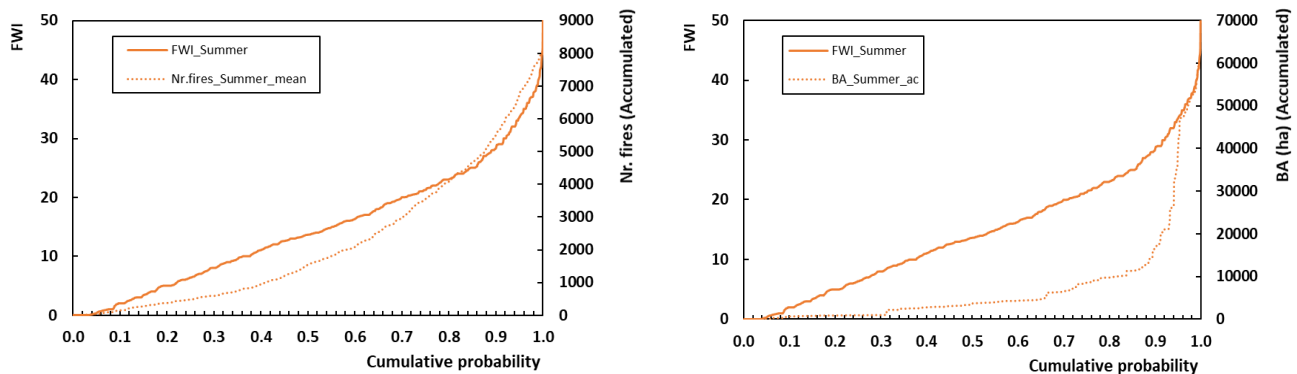 FWI
50
40
30
20
10
0
FWI_Summer
Nr.fires_Summer_mean
9000
8000
7000
6000
5000
4000
3000
2000
1000
0
Nr. fires (Accumulated)
0.0 0.1 0.2 0.3 0.4 0.5 0.6 0.7 0.8 0.9 1.0
Cumulative probability
FWI
50
40
30
20
10
0
FWI_Summer
BA_Summer_ac
70000
60000
50000
40000
30000
20000
10000
0
BA (ha) (Accumulated)
0.0 0.1 0.2 0.3 0.4 0.5 0.6 0.7 0.8 0.9 1.0
Cumulative probability